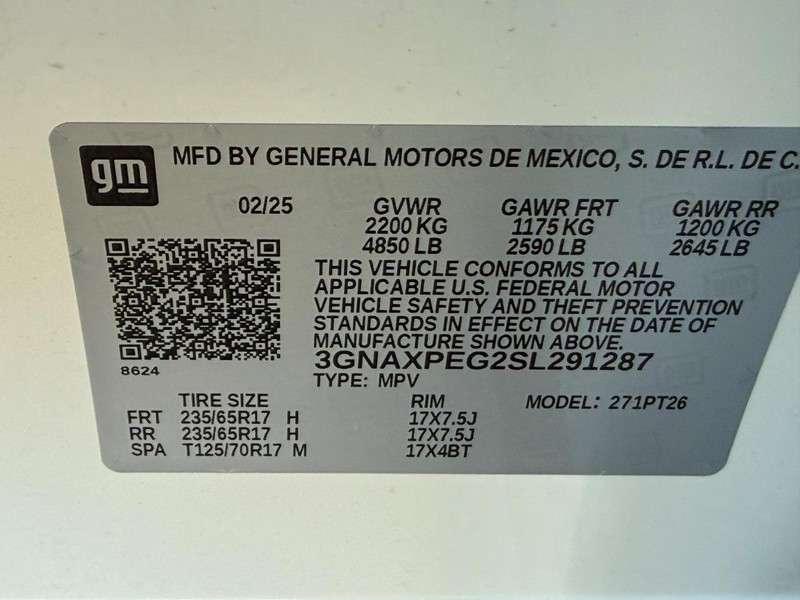 gm
MFD BY GENERAL MOTORS DE MEXICO, S. DE R.L. DE C.
02/25 GVWR GAWR FRT GAWR RR
2200 KG 1175 KG 1200 KG
4850 LB 2590 LB 2645 LB
THIS VEHICLE CONFORMS TO ALL
APPLICABLE U.S. FEDERAL MOTOR
VEHICLE SAFETY AND THEFT PREVENTION
STANDARDS IN EFFECT ON THE DATE OF
MANUFACTURE SHOWN ABOVE.
3GNAXPEG2SL291287
8624
TYPE: MPV
TIRE SIZE RIM MODEL: 271PT26
FRT 235/65R17 H 17X7.5J
RR 235/65R17 H 17X7.5J
SPA T125/70R17 M 17X4BT